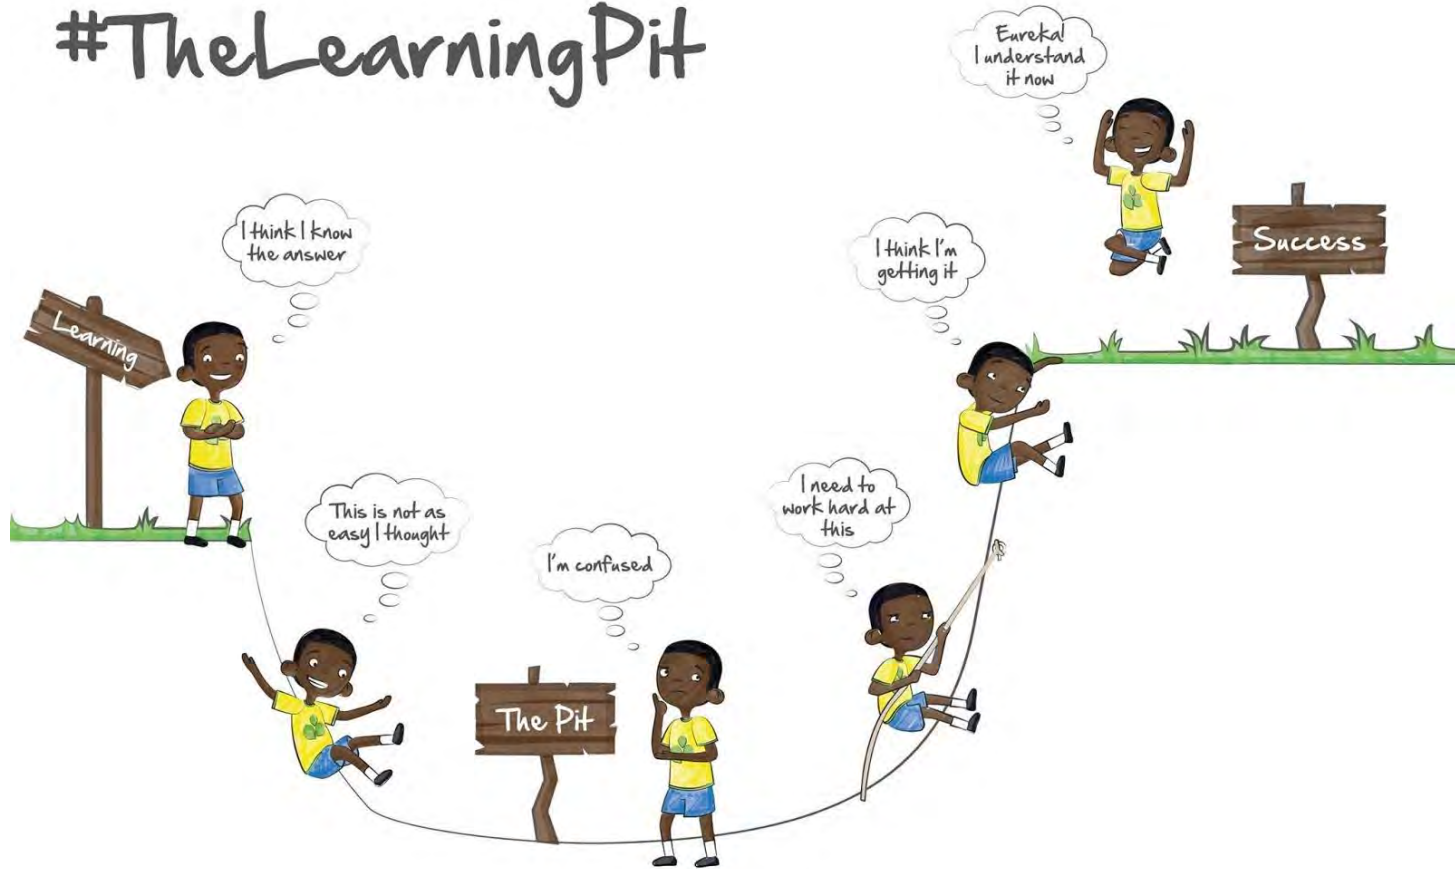 #TheLearningPit
Learning
I think I know
the answer
This is not as
easy I thought
The Pit
I'm confused
I need to
work hard at
this
I think I'm
getting it
Eureka!
I understand
it now
Success